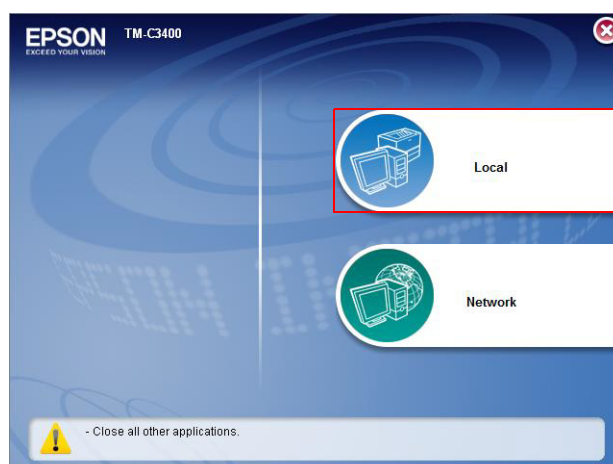 EPSON
EXCEED YOUR VISION
TM-C3400
Local
Network
- Close all other applications.